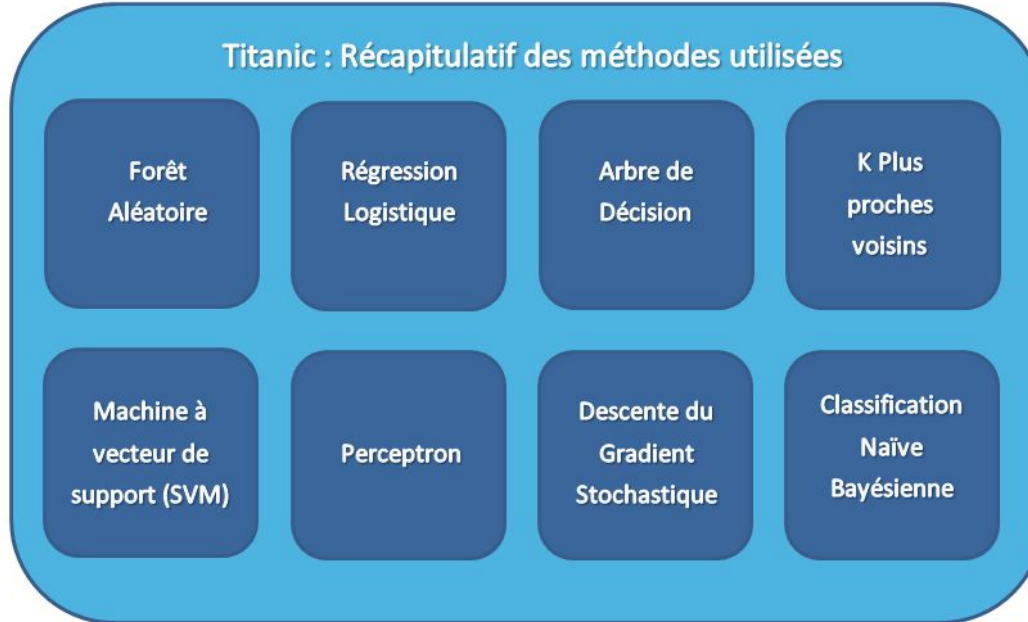 Titanic : Récapitulatif des méthodes utilisées
Forêt
Aléatoire
Régression
Logistique
Arbre de
Décision
K Plus
proches
voisins
Machine à
vecteur de
support (SVM)
Perceptron
Descente du
Gradient
Stochastique
Classification
Naïve
Bayésienne